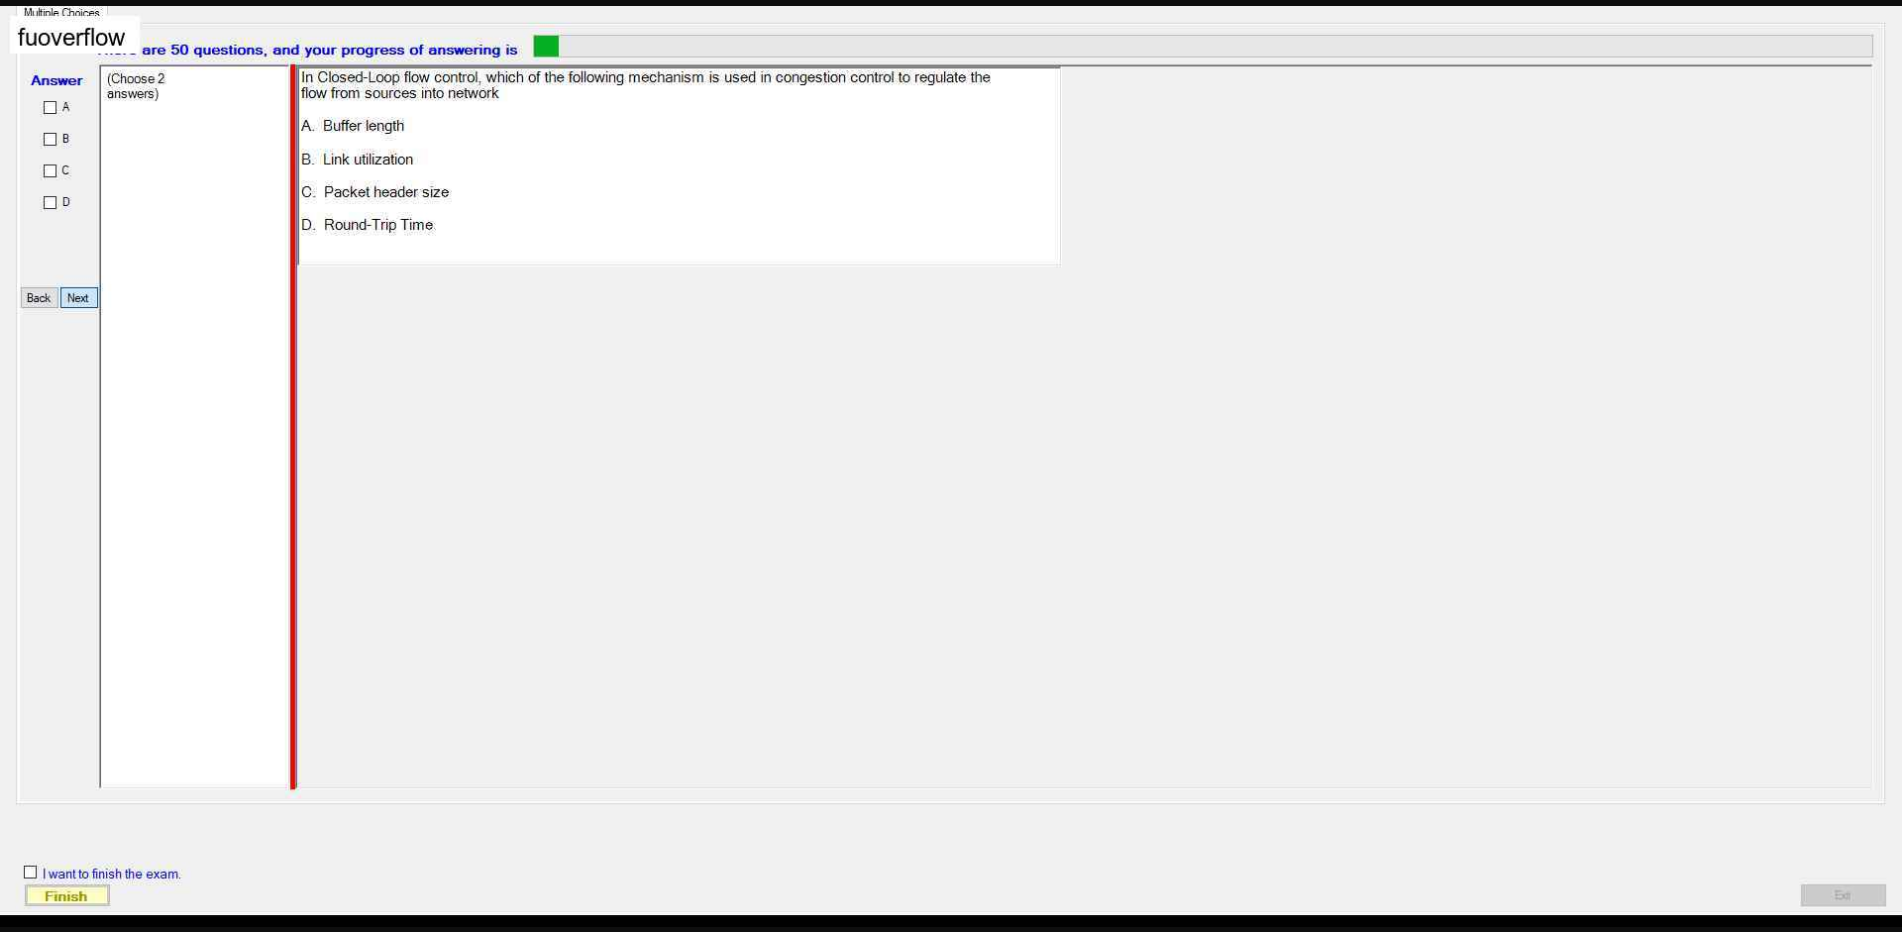 Multiple Choices
fuoverflow
are 50 questions, and your progress of answering is
Answer
(Choose 2
answers)
A
B
C
D
In Closed-Loop flow control, which of the following mechanism is used in congestion control to regulate the
flow from sources into network
A. Buffer length
B. Link utilization
C. Packet header size
D. Round-Trip Time
Back
Next
I want to finish the exam.
Finish
Exit